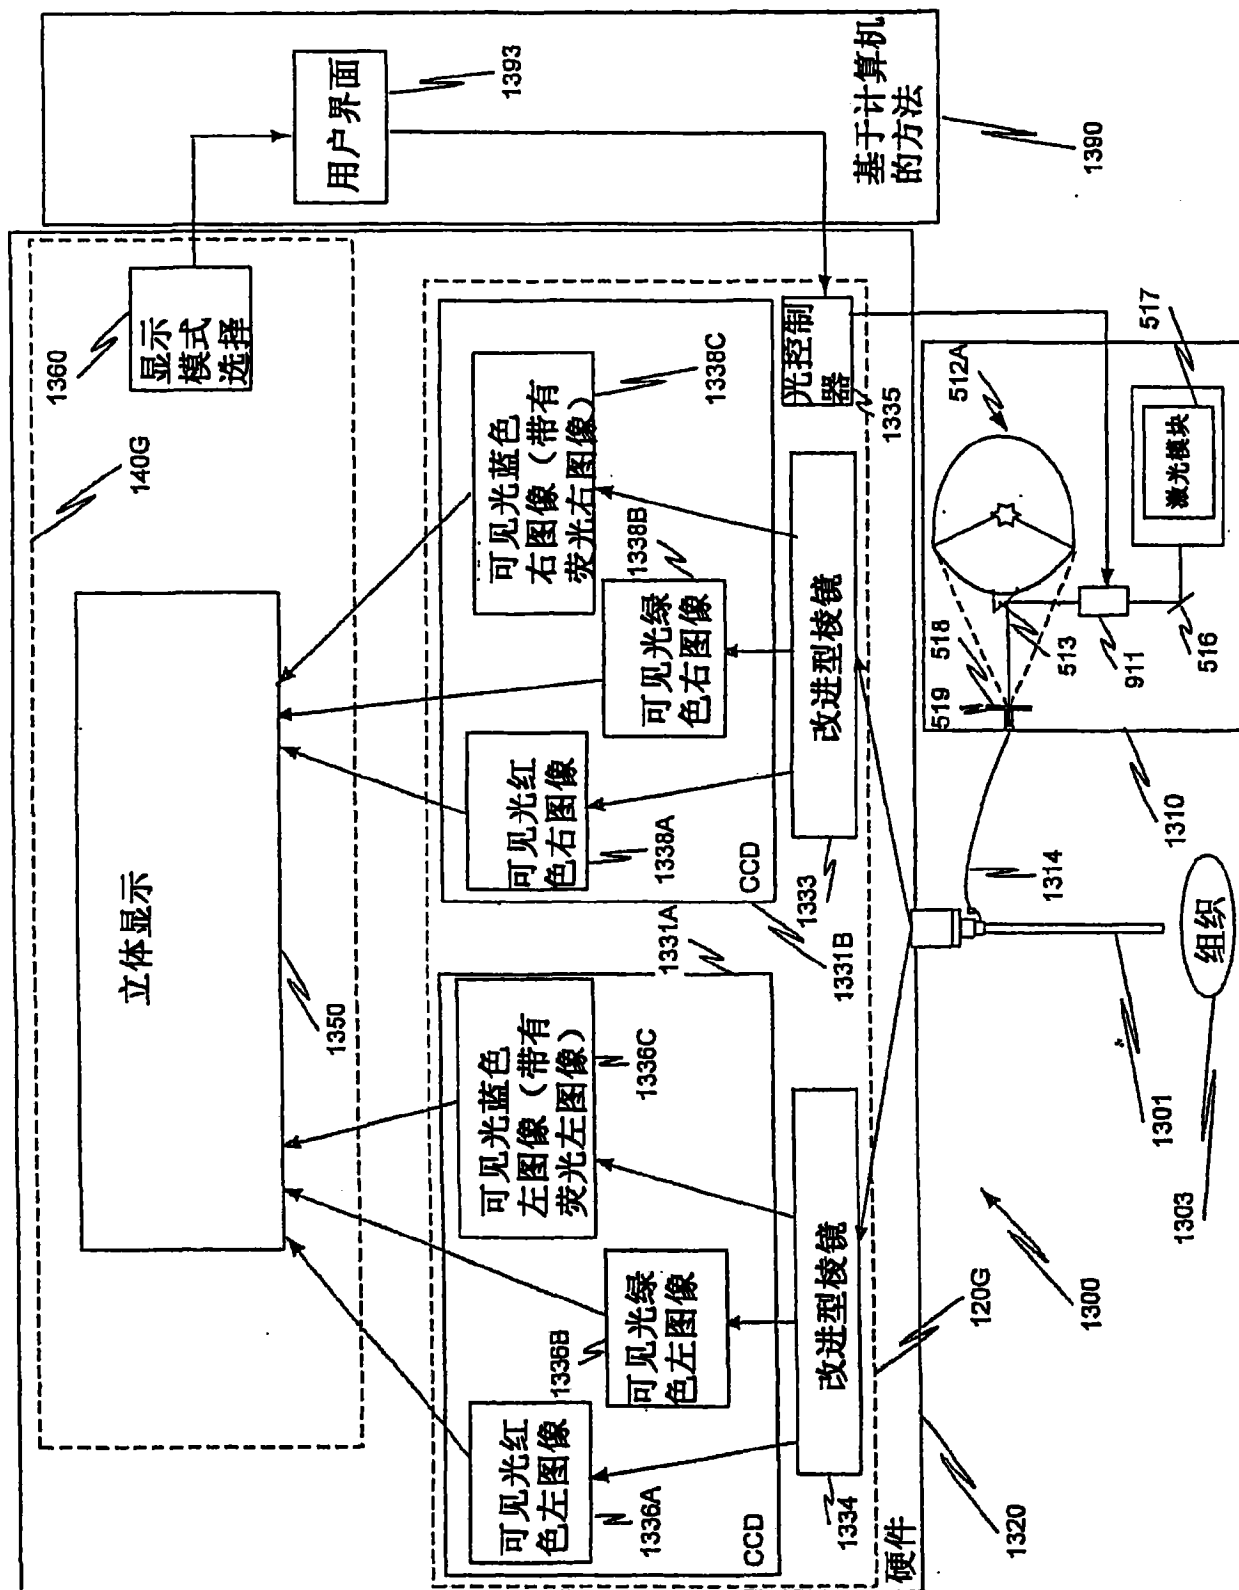 立体显示
1350
140G
1360
显示
模式
选择
用户界面
1393
基于计算机
的方法
1390
可见光红
色左图像
1336A
可见光绿
色左图像
1336B
可见光蓝色
左图像（带有
荧光左图像）
1336C
CCD
1331A
可见光红
色右图像
1338A
可见光绿
色右图像
1338B
可见光蓝色
右图像（带有
荧光右图像）
1338C
CCD
1331B
改进型棱镜
1334
改进型棱镜
1333
光控制
器
1335
硬件
1320
120G
1300
1301
组织
1303
1314
1310
519
518
513
911
516
512A
517
激光模块